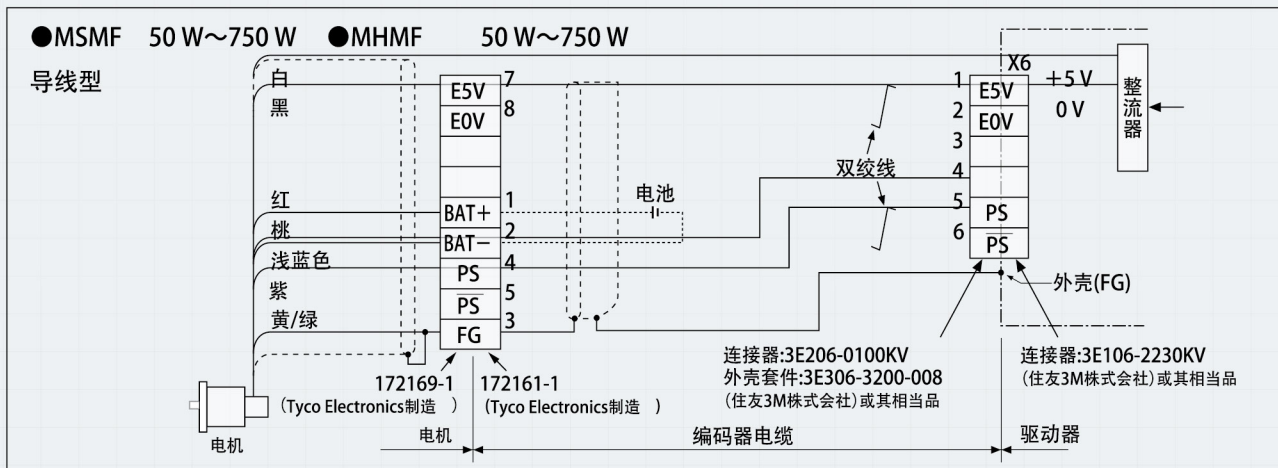 ●MSMF 50 W～750 W ●MHMF 50 W～750 W
导线型
白
黑
红
桃
浅蓝色
紫
黄/绿
E5V 7
E0V 8
BAT+ 1
BAT− 2
PS 4
P̅S̅ 5
FG 3
电池
双绞线
X6
1 E5V +5 V
2 E0V 0 V
3
4
5 PS
6 P̅S̅
整流器
外壳(FG)
172169-1
(Tyco Electronics制造 )
172161-1
(Tyco Electronics制造 )
连接器:3E206-0100KV
外壳套件:3E306-3200-008
(住友3M株式会社)或其相当品
连接器:3E106-2230KV
(住友3M株式会社)或其相当品
电机
电机
编码器电缆
驱动器